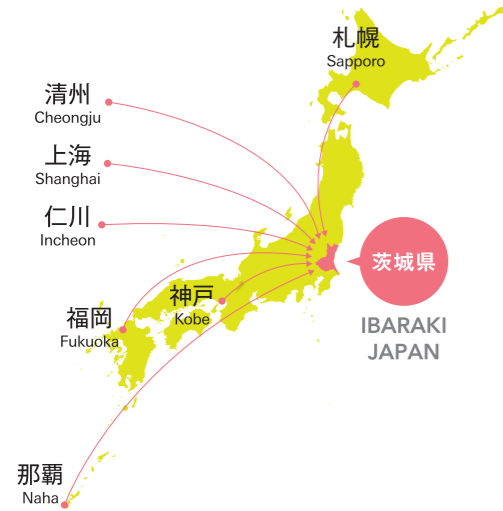 札幌
Sapporo
清州
Cheongju
上海
Shanghai
仁川
Incheon
茨城県
IBARAKI
JAPAN
神戸
Kobe
福岡
Fukuoka
那覇
Naha